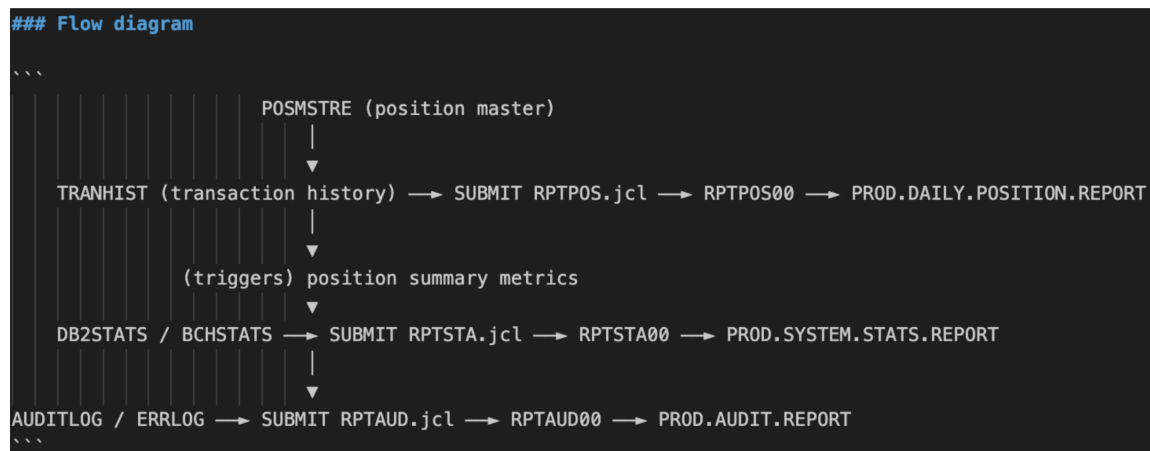 ### Flow diagram
```
POSMSTRE (position master)
│
▼
TRANHIST (transaction history) ──► SUBMIT RPTPOS.jcl ──► RPTPOS00 ──► PROD.DAILY.POSITION.REPORT
│
▼
(triggers) position summary metrics
▼
DB2STATS / BCHSTATS ──► SUBMIT RPTSTA.jcl ──► RPTSTA00 ──► PROD.SYSTEM.STATS.REPORT
│
▼
AUDITLOG / ERRLOG ──► SUBMIT RPTAUD.jcl ──► RPTAUD00 ──► PROD.AUDIT.REPORT
```